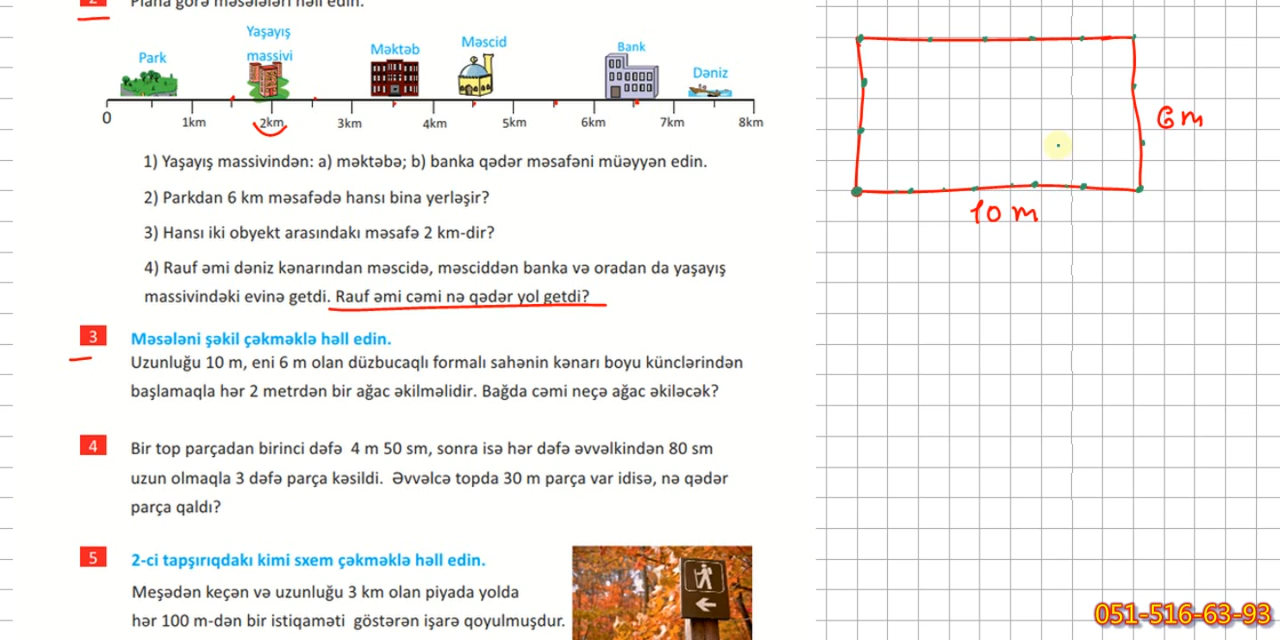 2 Plana görə məsələləri həll edin.
Park
Yaşayış
massivi
Məktəb
Məscid
Bank
Dəniz
0 1km 2km 3km 4km 5km 6km 7km 8km
1) Yaşayış massivindən: a) məktəbə; b) banka qədər məsafəni müəyyən edin.
2) Parkdan 6 km məsafədə hansı bina yerləşir?
3) Hansı iki obyekt arasındakı məsafə 2 km-dir?
4) Rauf əmi dəniz kənarından məscidə, məsciddən banka və oradan da yaşayış
massivindəki evinə getdi. Rauf əmi cəmi nə qədər yol getdi?
3 Məsələni şəkil çəkməklə həll edin.
Uzunluğu 10 m, eni 6 m olan düzbucaqlı formalı sahənin kənarı boyu künclərindən
başlamaqla hər 2 metrdən bir ağac əkilməlidir. Bağda cəmi neçə ağac əkiləcək?
4 Bir top parçadan birinci dəfə 4 m 50 sm, sonra isə hər dəfə əvvəlkindən 80 sm
uzun olmaqla 3 dəfə parça kəsildi. Əvvəlcə topda 30 m parça var idisə, nə qədər
parça qaldı?
5 2-ci tapşırıqdakı kimi sxem çəkməklə həll edin.
Meşədən keçən və uzunluğu 3 km olan piyada yolda
hər 100 m-dən bir istiqaməti göstərən işarə qoyulmuşdur.
6 m
10 m
051-516-63-93